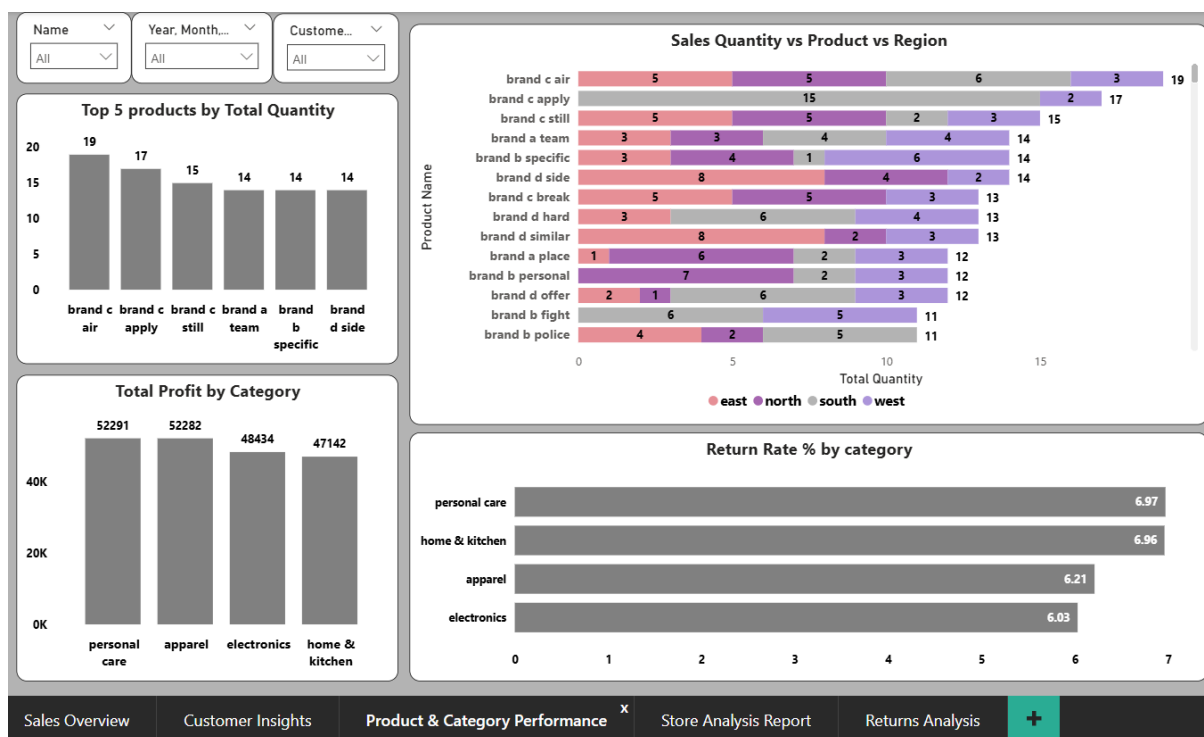 Name
All
Year, Month,...
All
Custome...
All
Top 5 products by Total Quantity
20
15
10
5
0
19
17
15
14
14
14
brand c
air
brand c
apply
brand c
still
brand a
team
brand
b
specific
brand
d side
Total Profit by Category
40K
20K
0K
52291
52282
48434
47142
personal
care
apparel
electronics
home &
kitchen
Sales Quantity vs Product vs Region
Product Name
brand c air 5 5 6 3 19
brand c apply 15 2 17
brand c still 5 5 2 3 15
brand a team 3 3 4 4 14
brand b specific 3 4 1 6 14
brand d side 8 4 2 14
brand c break 5 5 3 13
brand d hard 3 6 4 13
brand d similar 8 2 3 13
brand a place 1 6 2 3 12
brand b personal 7 2 3 12
brand d offer 2 1 6 3 12
brand b fight 6 5 11
brand b police 4 2 5 11
0 5 10 15
Total Quantity
east north south west
Return Rate % by category
personal care 6.97
home & kitchen 6.96
apparel 6.21
electronics 6.03
0 1 2 3 4 5 6 7
Sales Overview
Customer Insights
Product & Category Performance x
Store Analysis Report
Returns Analysis
+